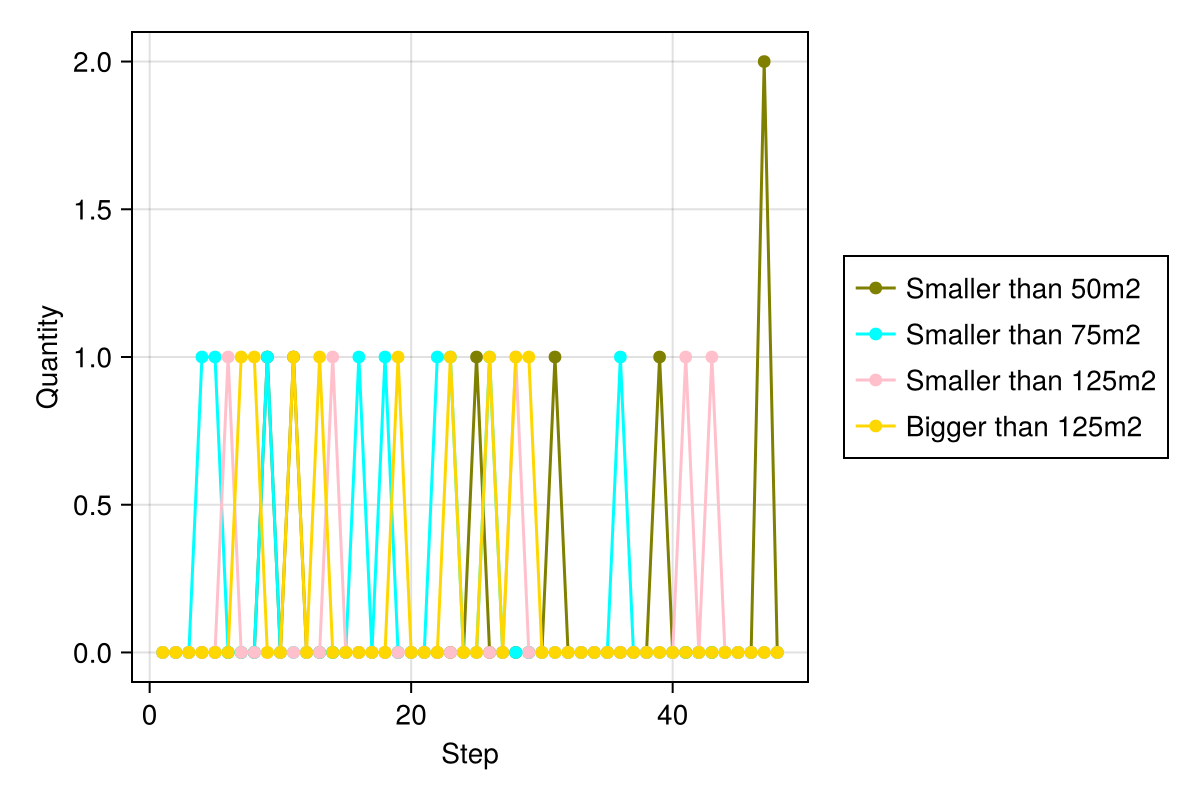 2.0
1.5
1.0
0.5
0.0
Quantity
0
20
40
Step
Smaller than 50m2
Smaller than 75m2
Smaller than 125m2
Bigger than 125m2